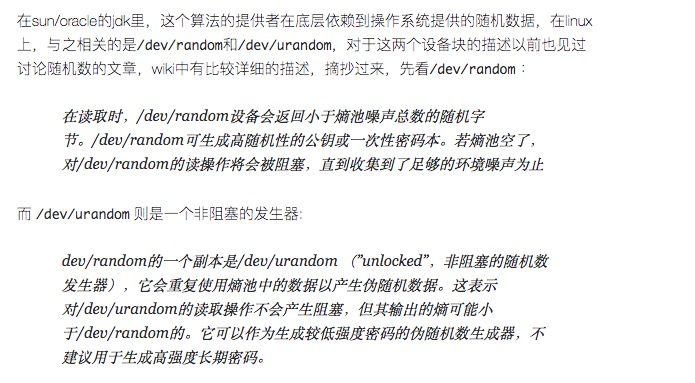 在sun/oracle的jdk里，这个算法的提供者在底层依赖到操作系统提供的随机数据，在linux
上，与之相关的是/dev/random和/dev/urandom，对于这两个设备块的描述以前也见过
讨论随机数的文章，wiki中有比较详细的描述，摘抄过来，先看/dev/random：
在读取时，/dev/random设备会返回小于熵池噪声总数的随机字
节。/dev/random可生成高随机性的公钥或一次性密码本。若熵池空了，
对/dev/random的读操作将会被阻塞，直到收集到了足够的环境噪声为止
而 /dev/urandom 则是一个非阻塞的发生器:
dev/random的一个副本是/dev/urandom （”unlocked”，非阻塞的随机数
发生器），它会重复使用熵池中的数据以产生伪随机数据。这表示
对/dev/urandom的读取操作不会产生阻塞，但其输出的熵可能小
于/dev/random的。它可以作为生成较低强度密码的伪随机数生成器，不
建议用于生成高强度长期密码。